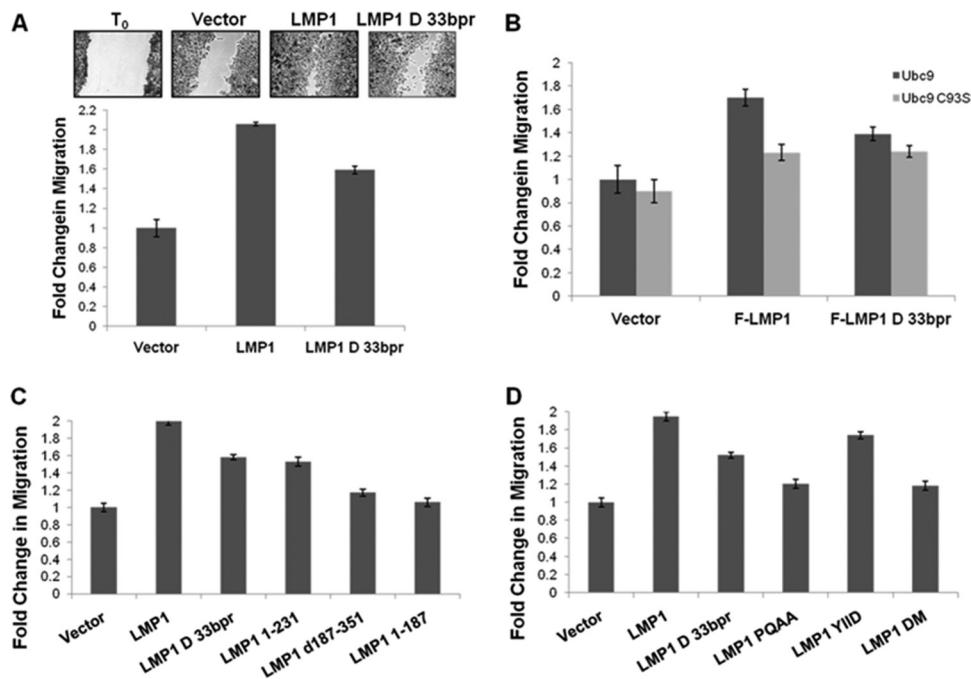 A
T0
Vector
LMP1
LMP1 D 33bpr
Fold Changein Migration
2.2
2
1.8
1.6
1.4
1.2
1
0.8
0.6
0.4
0.2
0
Vector
LMP1
LMP1 D 33bpr
B
Fold Changein Migration
2
1.8
1.6
1.4
1.2
1
0.8
0.6
0.4
0.2
0
Ubc9
Ubc9 C93S
Vector
F-LMP1
F-LMP1 D 33bpr
C
Fold Change in Migration
2
1.8
1.6
1.4
1.2
1
0.8
0.6
0.4
0.2
0
Vector
LMP1
LMP1 D 33bpr
LMP1 1-231
LMP1 d187-351
LMP1 1-187
D
Fold Change in Migration
2
1.8
1.6
1.4
1.2
1
0.8
0.6
0.4
0.2
0
Vector
LMP1
LMP1 D 33bpr
LMP1 PQAA
LMP1 YIID
LMP1 DM